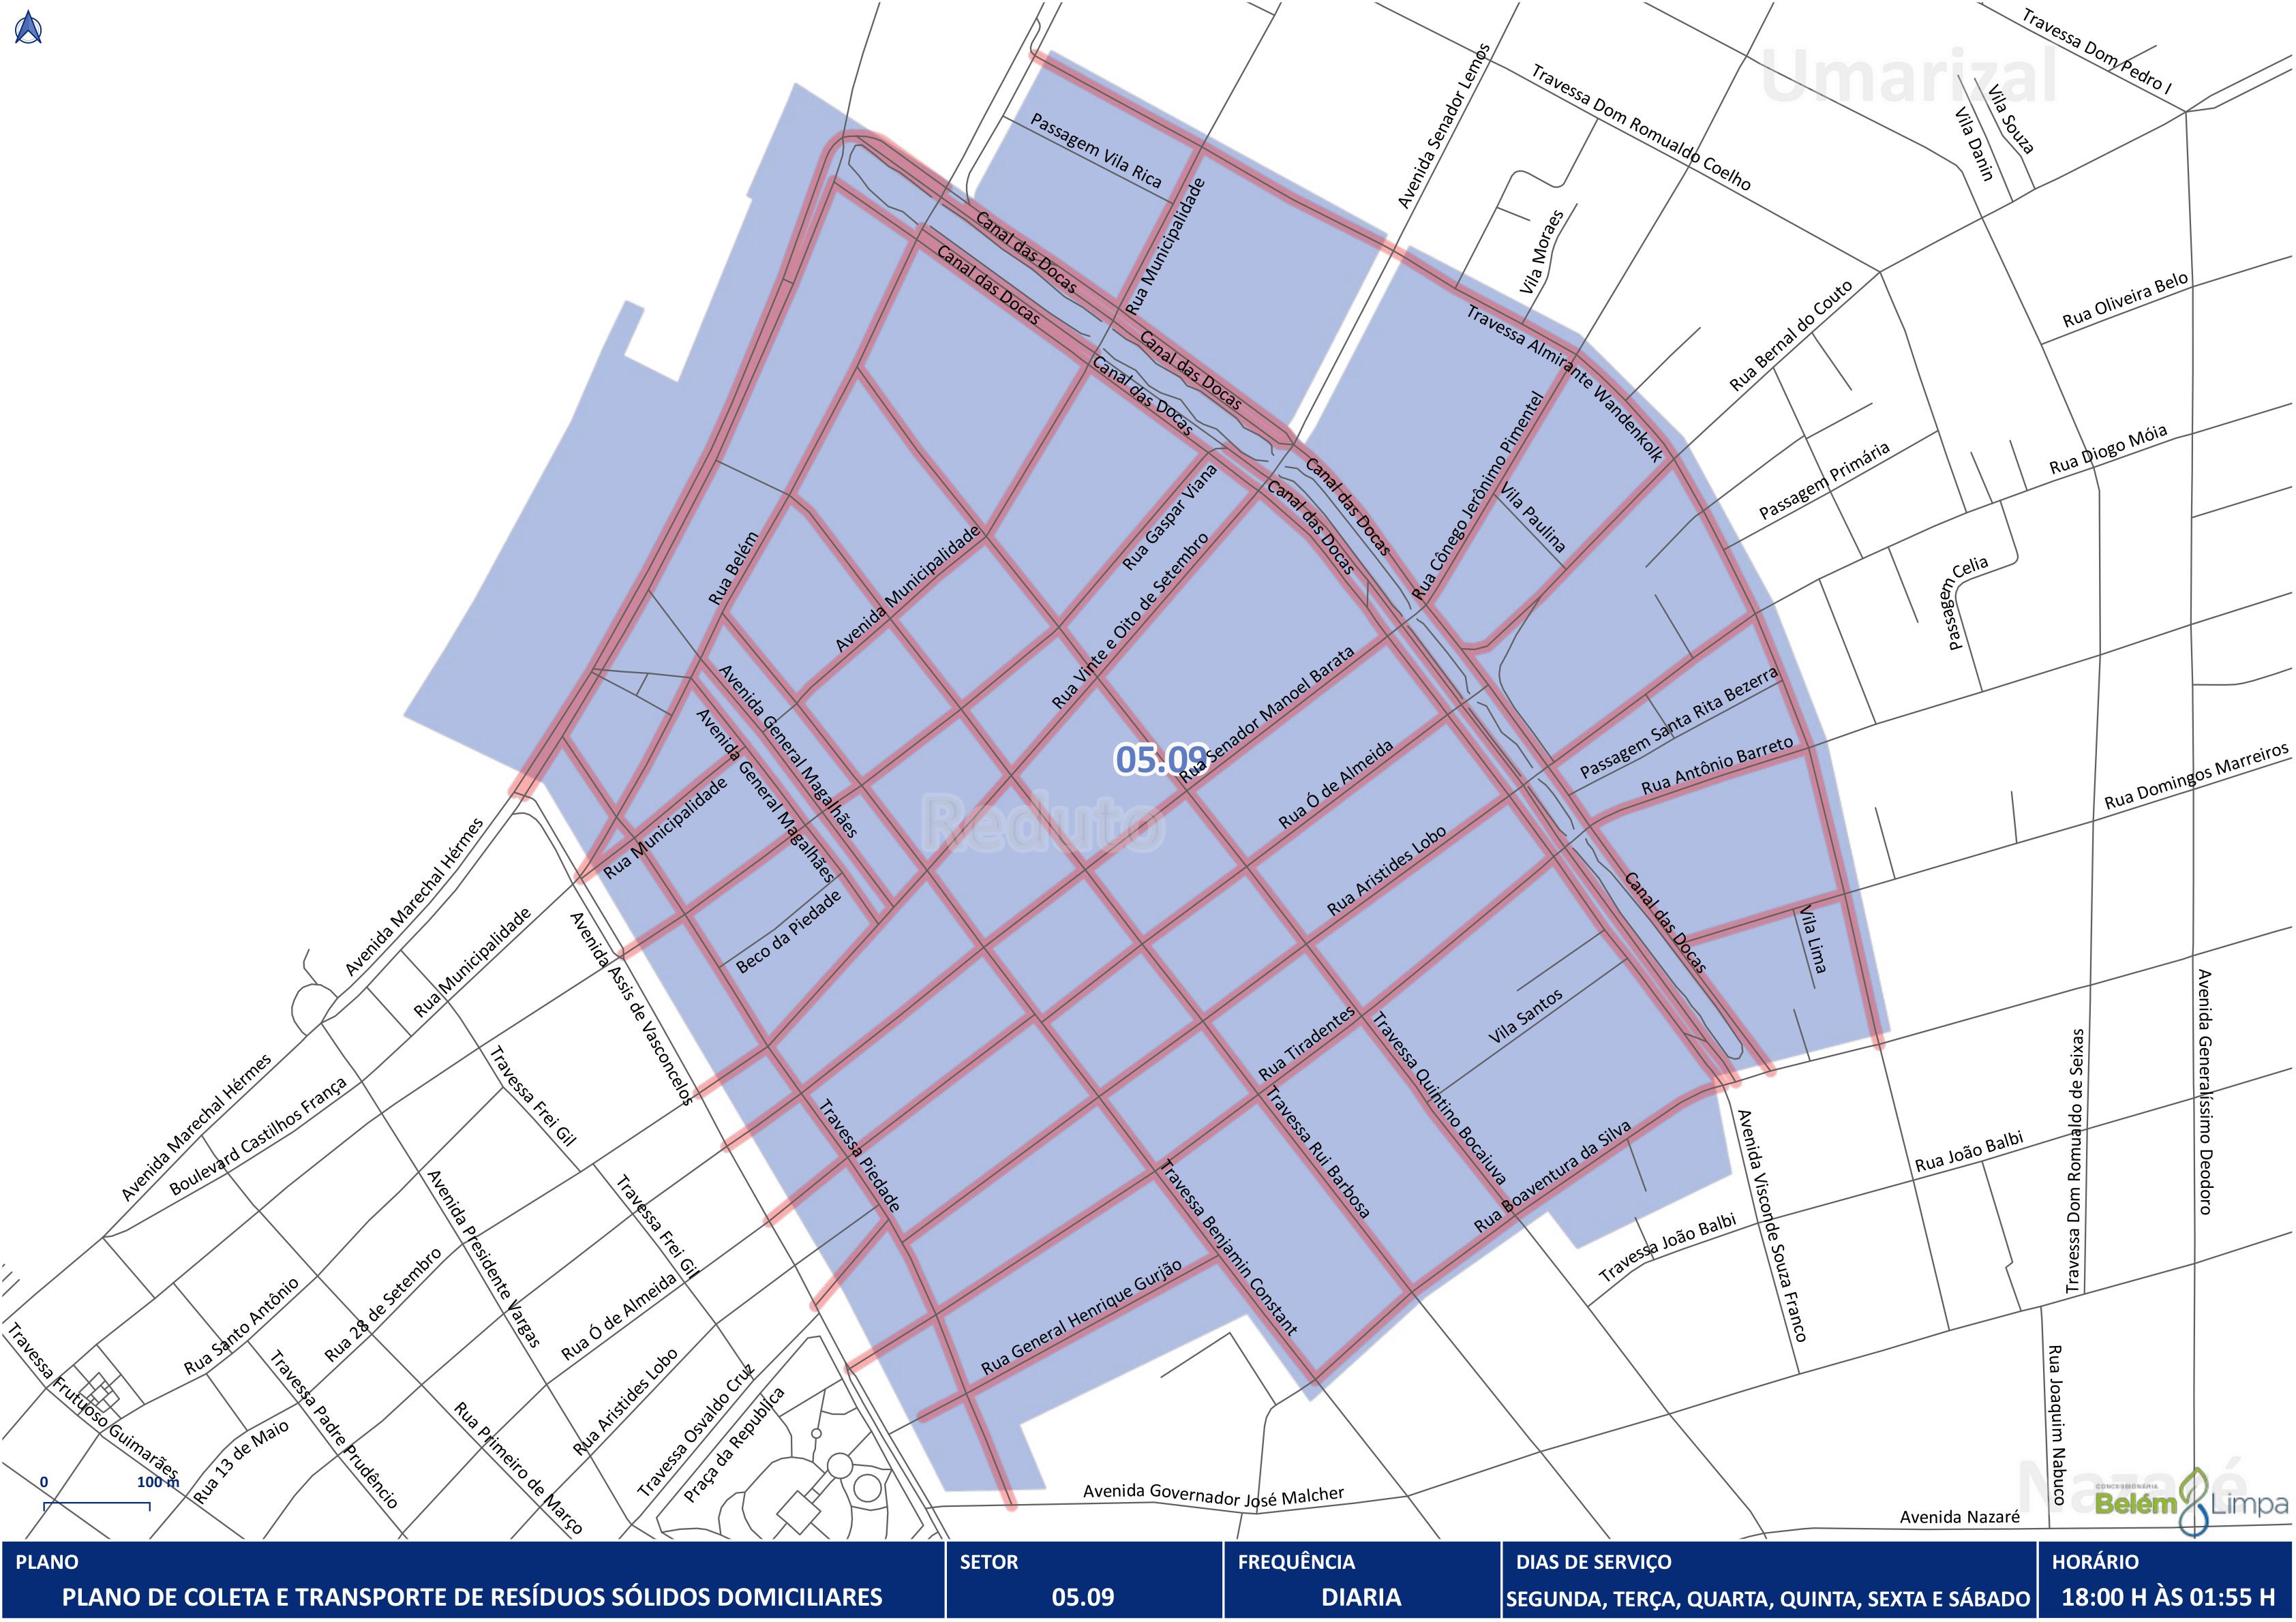 Umarizal
Travessa Dom Pedro I
Avenida Senador Lemos
Travessa Dom Romualdo Coelho
Vila Souza
Vila Danin
Passagem Vila Rica
Rua Municipalidade
Canal das Docas
Canal das Docas
Vila Moraes
Rua Oliveira Belo
Travessa Almirante Wandenkolk
Rua Bernal do Couto
Canal das Docas
Canal das Docas
Rua Cônego Jerônimo Pimentel
Rua Diogo Móia
Passagem Primária
Rua Gaspar Viana
Canal das Docas
Canal das Docas
Vila Paulina
Rua Belém
Avenida Municipalidade
Rua Vinte e Oito de Setembro
Passagem Celia
Rua Senador Manoel Barata
Avenida General Magalhães
Avenida General Magalhães
Passagem Santa Rita Bezerra
Rua Antônio Barreto
05.09
Reduto
Rua Ó de Almeida
Rua Domingos Marreiros
Rua Municipalidade
Rua Aristides Lobo
Avenida Marechal Hérmes
Canal das Docas
Vila Lima
Beco da Piedade
Rua Municipalidade
Avenida Assis de Vasconcelos
Vila Santos
Rua Tiradentes
Travessa Quintino Bocaiuva
Avenida Generalíssimo Deodoro
Travessa Dom Romualdo de Seixas
Avenida Marechal Hérmes
Boulevard Castilhos França
Travessa Frei Gil
Travessa Piedade
Travessa Rui Barbosa
Rua Boaventura da Silva
Avenida Visconde Souza Franco
Rua João Balbi
Travessa João Balbi
Avenida Presidente Vargas
Travessa Frei Gil
Travessa Benjamin Constant
Rua General Henrique Gurjão
Rua 28 de Setembro
Rua Santo Antônio
Rua Ó de Almeida
Travessa Frutuoso Guimarães
Travessa Padre Prudêncio
Rua Aristides Lobo
Travessa Osvaldo Cruz
Praça da Republica
Rua Primeiro de Março
Rua 13 de Maio
Rua Joaquim Nabuco
Avenida Governador José Malcher
Avenida Nazaré
Nazaré
0 100 m
CONCESSIONÁRIA
Belém Limpa
PLANO
PLANO DE COLETA E TRANSPORTE DE RESÍDUOS SÓLIDOS DOMICILIARES
SETOR
05.09
FREQUÊNCIA
DIARIA
DIAS DE SERVIÇO
SEGUNDA, TERÇA, QUARTA, QUINTA, SEXTA E SÁBADO
HORÁRIO
18:00 H ÀS 01:55 H